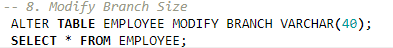 -- 8. Modify Branch Size
ALTER TABLE EMPLOYEE MODIFY BRANCH VARCHAR(40);
SELECT * FROM EMPLOYEE;